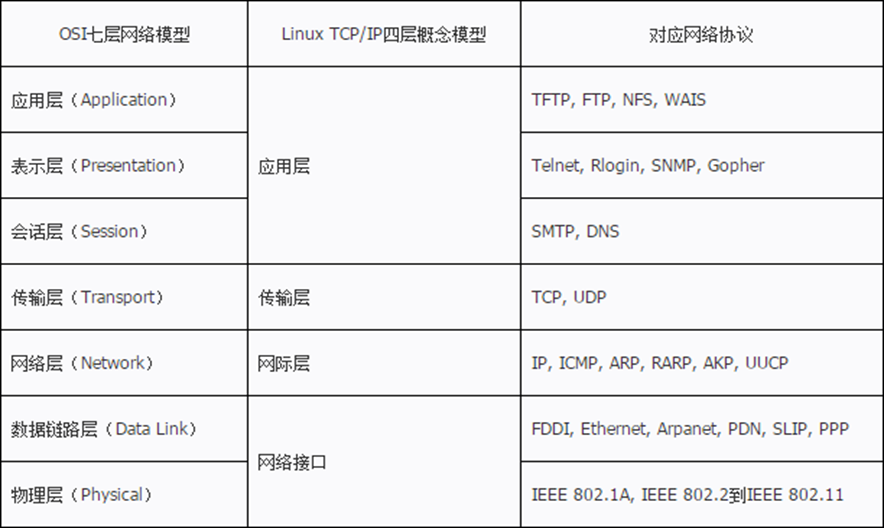 OSI七层网络模型 Linux TCP/IP四层概念模型 对应网络协议
应用层（Application） TFTP, FTP, NFS, WAIS
表示层（Presentation） 应用层 Telnet, Rlogin, SNMP, Gopher
会话层（Session） SMTP, DNS
传输层（Transport） 传输层 TCP, UDP
网络层（Network） 网际层 IP, ICMP, ARP, RARP, AKP, UUCP
数据链路层（Data Link） FDDI, Ethernet, Arpanet, PDN, SLIP, PPP
网络接口
物理层（Physical） IEEE 802.1A, IEEE 802.2到IEEE 802.11